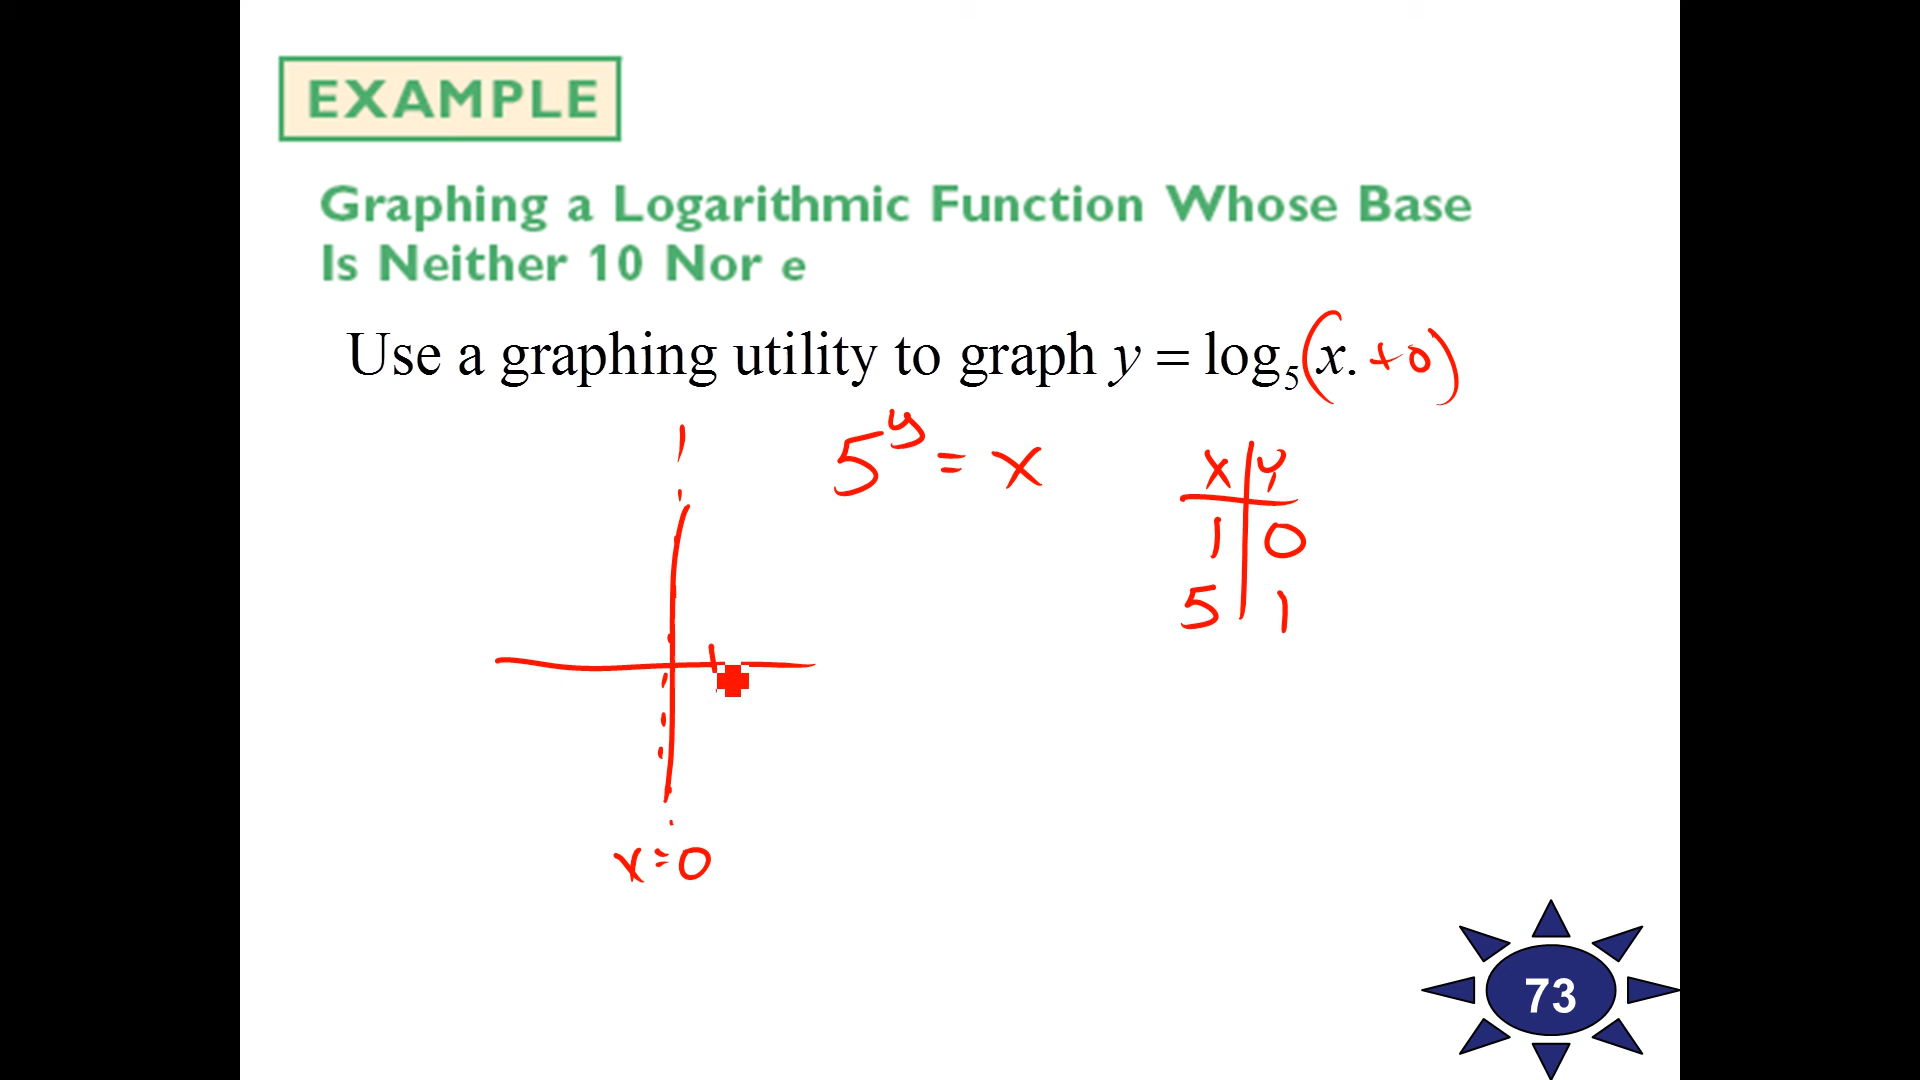 EXAMPLE
Graphing a Logarithmic Function Whose Base
Is Neither 10 Nor e
Use a graphing utility to graph y = log₅(x. +0)
5^y = x
x y
1 0
5 1
x=0
73